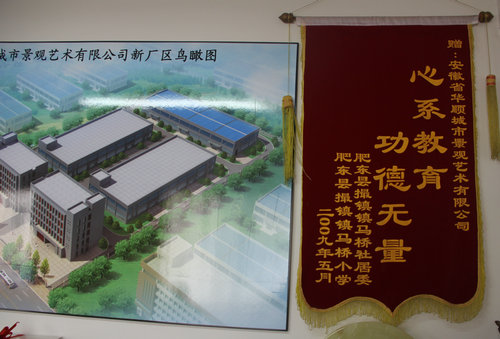 城市景观艺术有限公司新厂区鸟瞰图
赠:安徽省华顺城市景观艺术有限公司
心系教育
功德无量
肥东县撮镇镇马桥社居委
肥东县撮镇镇马桥小学
二00九年五月